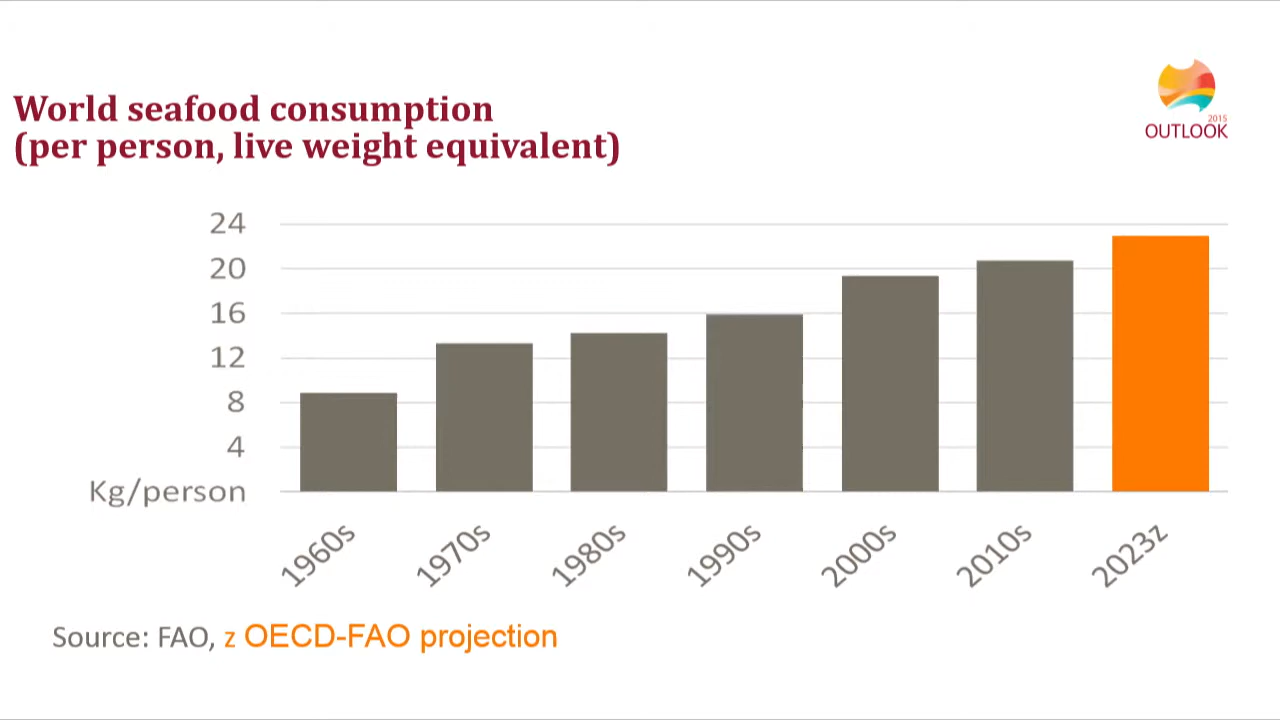 World seafood consumption
(per person, live weight equivalent)
2015
OUTLOOK
24
20
16
12
8
4
Kg/person
1960s
1970s
1980s
1990s
2000s
2010s
2023z
Source: FAO, z OECD-FAO projection